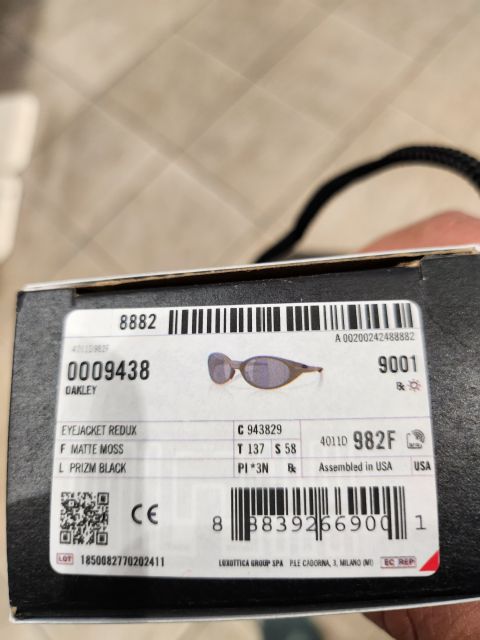 8882
A 00200242488882
4011D982F
0009438
9001
OAKLEY
EYEJACKET REDUX
C 943829
F MATTE MOSS
T 137 S 58
4011D 982F
L PRIZM BLACK
PI *3N
Assembled in USA
USA
CE
8 883926 69001 1
LOT 1850082770202411
LUXOTTICA GROUP SPA P.LE CADORNA, 3, MILANO (MI)
EC REP